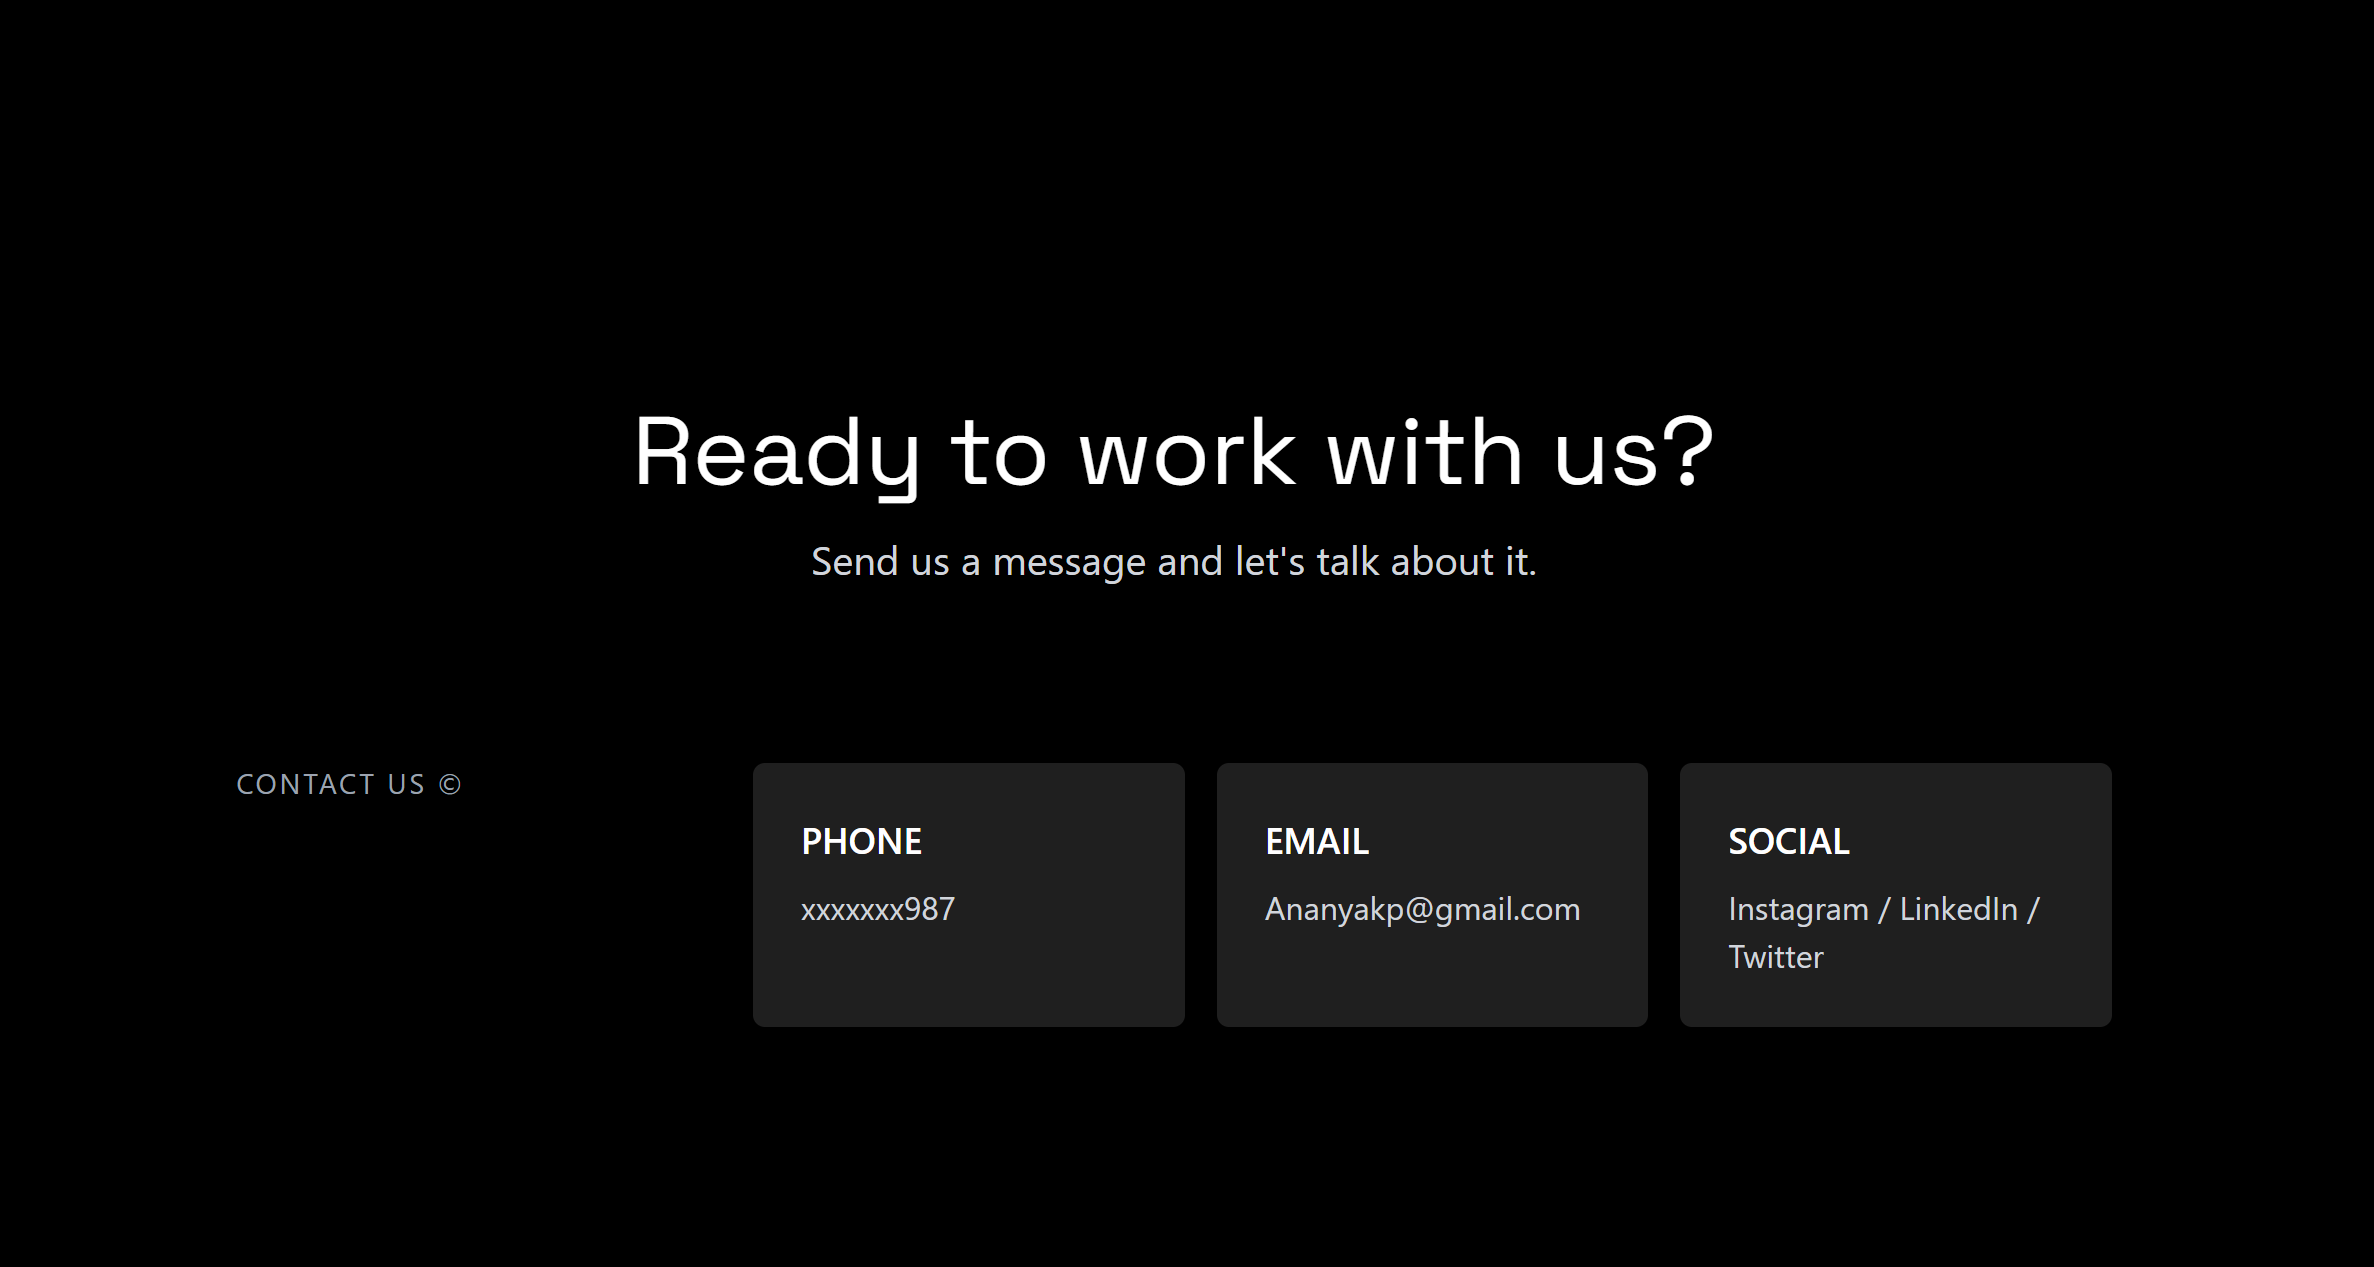 Ready to work with us?
Send us a message and let's talk about it.
CONTACT US ©
PHONE
xxxxxxx987
EMAIL
Ananyakp@gmail.com
SOCIAL
Instagram / LinkedIn /
Twitter